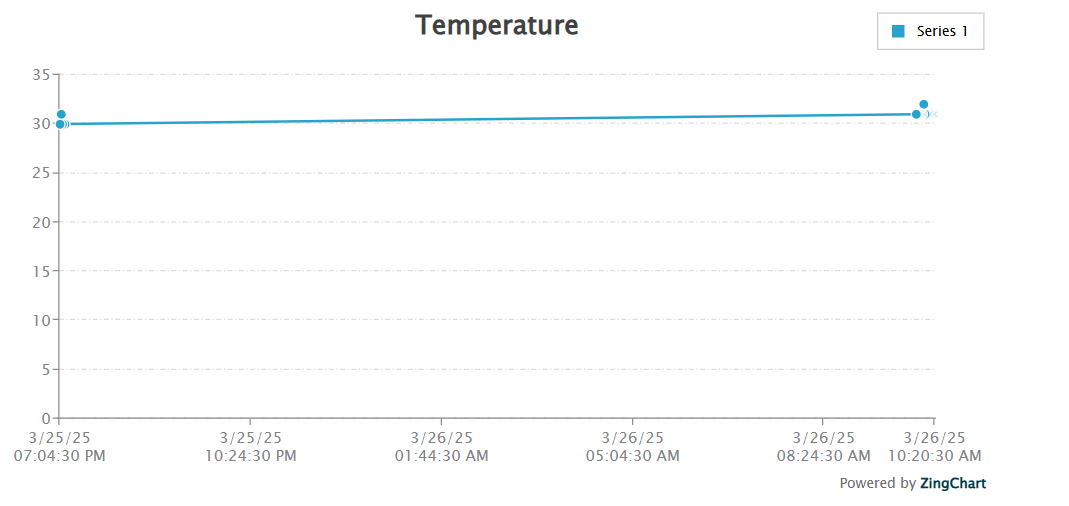 Temperature
Series 1
35
30
25
20
15
10
5
0
3/25/25 3/25/25 3/26/25 3/26/25 3/26/25 3/26/25
07:04:30 PM 10:24:30 PM 01:44:30 AM 05:04:30 AM 08:24:30 AM 10:20:30 AM
Powered by ZingChart